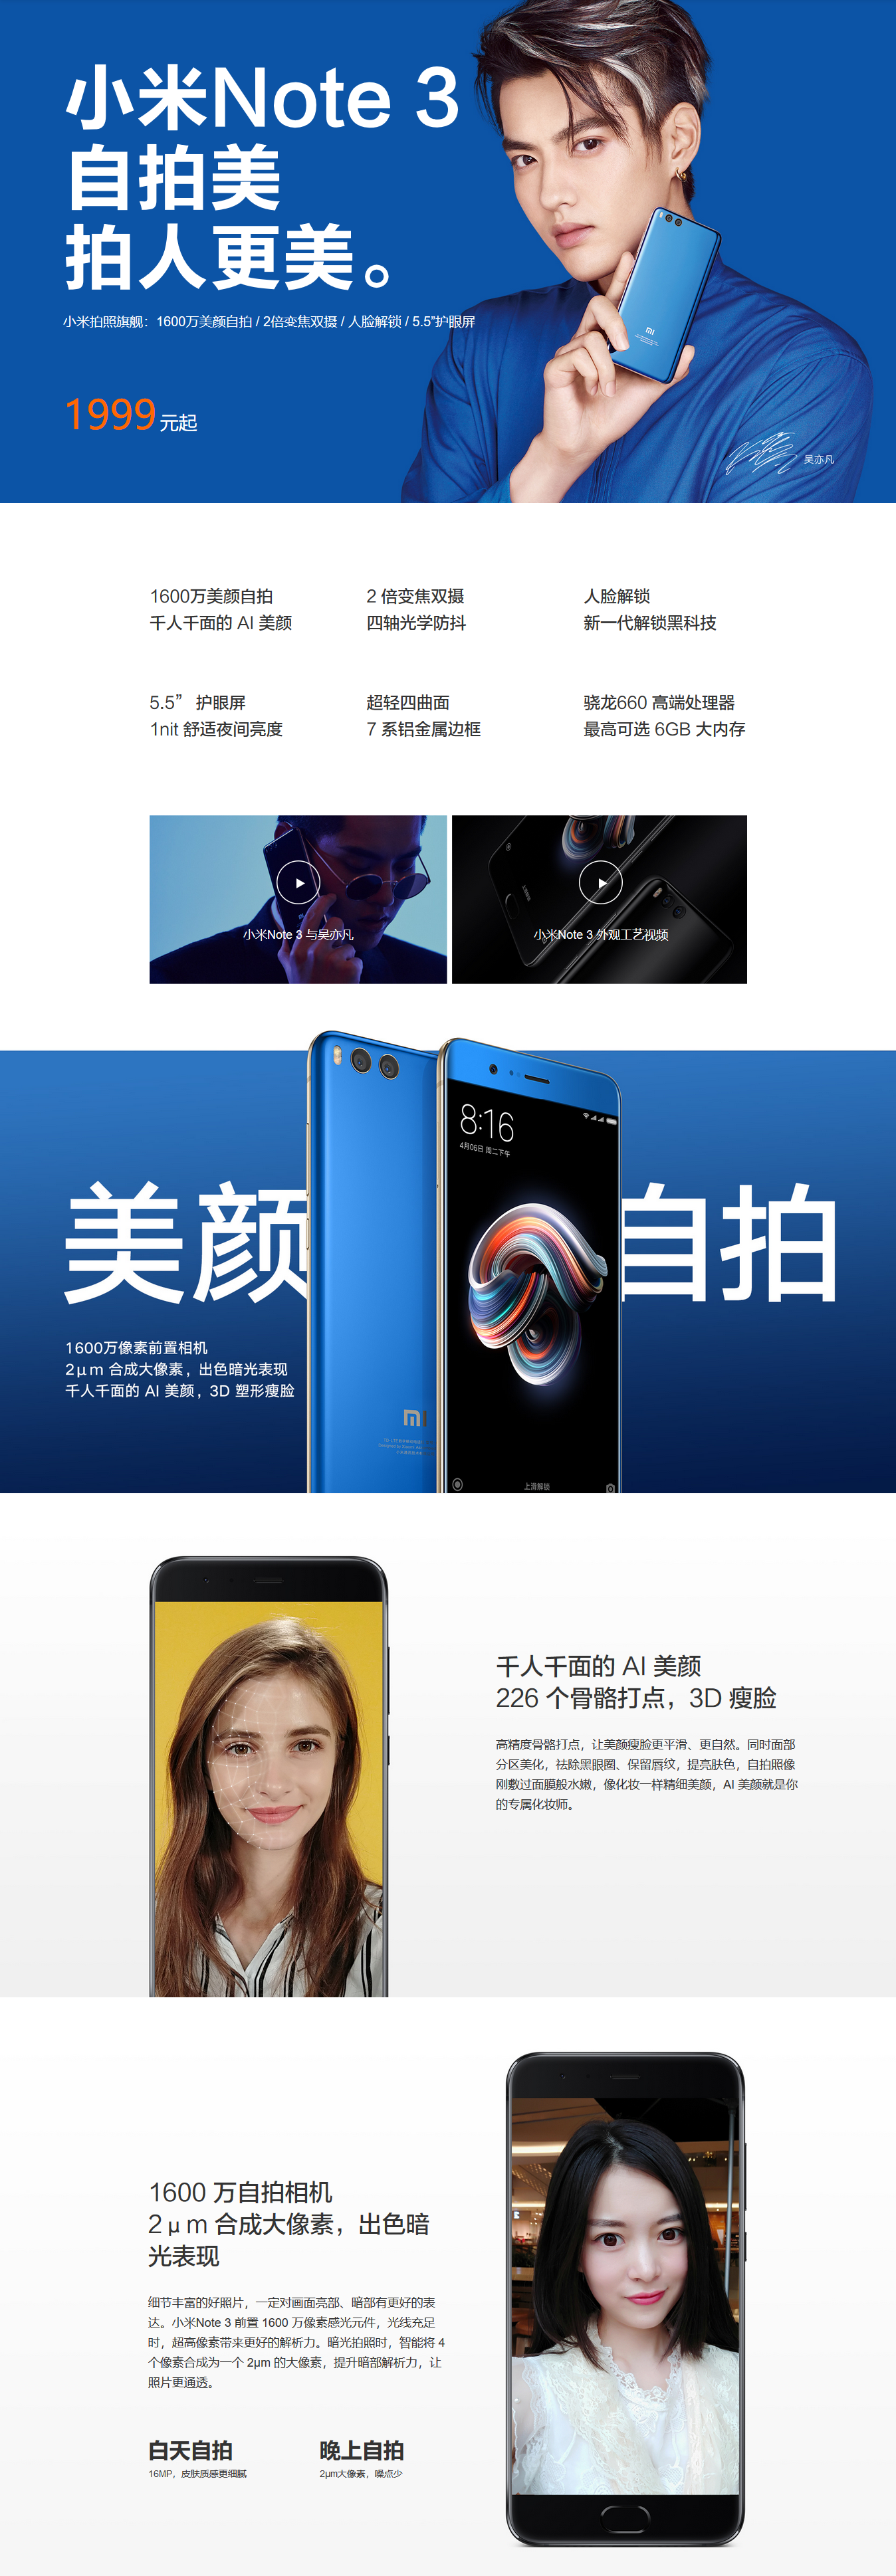 小米Note 3
自拍美
拍人更美。
小米拍照旗舰：1600万美颜自拍 / 2倍变焦双摄 / 人脸解锁 / 5.5”护眼屏
1999元起
吴亦凡
1600万美颜自拍
千人千面的 AI 美颜
2 倍变焦双摄
四轴光学防抖
人脸解锁
新一代解锁黑科技
5.5” 护眼屏
1nit 舒适夜间亮度
超轻四曲面
7 系铝金属边框
骁龙660 高端处理器
最高可选 6GB 大内存
小米Note 3 与吴亦凡
小米Note 3 外观工艺视频
8:16
4月06日 周二下午
美颜
自拍
1600万像素前置相机
2μm 合成大像素，出色暗光表现
千人千面的 AI 美颜，3D 塑形瘦脸
上滑解锁
千人千面的 AI 美颜
226 个骨骼打点，3D 瘦脸
高精度骨骼打点，让美颜瘦脸更平滑、更自然。同时面部
分区美化，祛除黑眼圈、保留唇纹，提亮肤色，自拍照像
刚敷过面膜般水嫩，像化妆一样精细美颜，AI 美颜就是你
的专属化妆师。
1600 万自拍相机
2μm 合成大像素，出色暗
光表现
细节丰富的好照片，一定对画面亮部、暗部有更好的表
达。小米Note 3 前置 1600 万像素感光元件，光线充足
时，超高像素带来更好的解析力。暗光拍照时，智能将 4
个像素合成为一个 2μm 的大像素，提升暗部解析力，让
照片更通透。
白天自拍
16MP，皮肤质感更细腻
晚上自拍
2μm大像素，噪点少